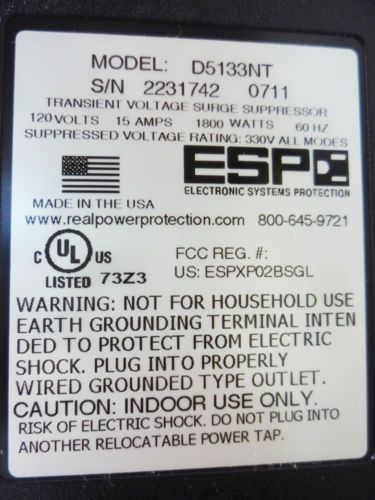 MODEL: D5133NT
S/N 2231742 0711
TRANSIENT VOLTAGE SURGE SUPPRESSOR
120VOLTS 15 AMPS 1800 WATTS 60 HZ
SUPPRESSED VOLTAGE RATING: 330V ALL MODES
ESP
ELECTRONIC SYSTEMS PROTECTION
MADE IN THE USA
www.realpowerprotection.com 800-645-9721
C UL US
LISTED 73Z3
FCC REG. #:
US: ESPXP02BSGL
WARNING: NOT FOR HOUSEHOLD USE
EARTH GROUNDING TERMINAL INTEN
DED TO PROTECT FROM ELECTRIC
SHOCK. PLUG INTO PROPERLY
WIRED GROUNDED TYPE OUTLET.
CAUTION: INDOOR USE ONLY.
RISK OF ELECTRIC SHOCK. DO NOT PLUG INTO
ANOTHER RELOCATABLE POWER TAP.